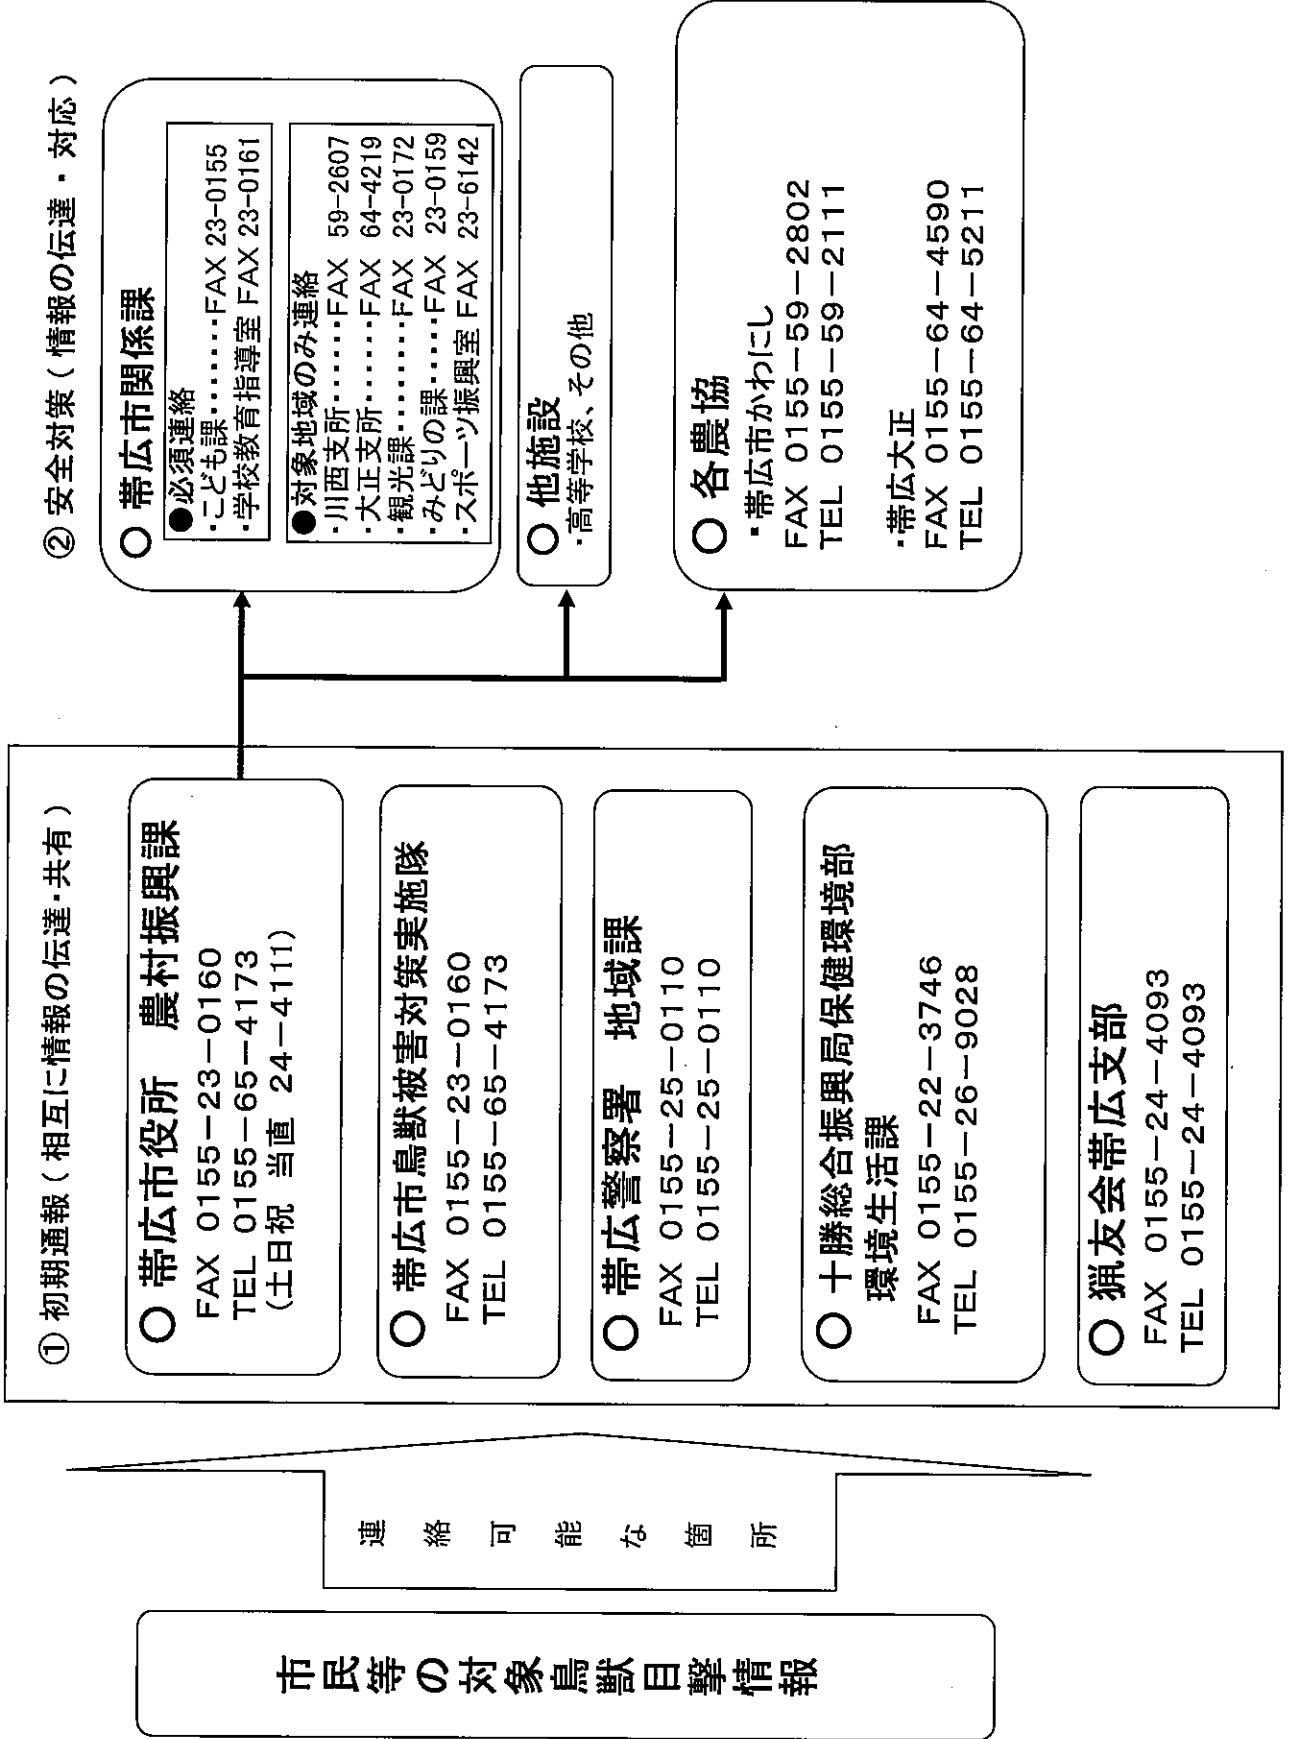 市民等の対象鳥獣目撃情報
連絡可能な箇所
① 初期通報（相互に情報の伝達・共有）
○ 帯広市役所　農村振興課
FAX 0155-23-0160
TEL 0155-65-4173
（土日祝 当直 24-4111）
○ 帯広市鳥獣被害対策実施隊
FAX 0155-23-0160
TEL 0155-65-4173
○ 帯広警察署　地域課
FAX 0155-25-0110
TEL 0155-25-0110
○ 十勝総合振興局保健環境部
環境生活課
FAX 0155-22-3746
TEL 0155-26-9028
○ 猟友会帯広支部
FAX 0155-24-4093
TEL 0155-24-4093
② 安全対策（情報の伝達・対応）
○ 帯広市関係課
●必須連絡
・こども課‥‥‥‥FAX 23-0155
・学校教育指導室 FAX 23-0161
●対象地域のみ連絡
・川西支所‥‥‥FAX 59-2607
・大正支所‥‥‥FAX 64-4219
・観光課‥‥‥‥FAX 23-0172
・みどりの課‥‥‥FAX 23-0159
・スポーツ振興室 FAX 23-6142
○ 他施設
・高等学校、その他
○ 各農協
・帯広市かわにし
FAX 0155-59-2802
TEL 0155-59-2111
・帯広大正
FAX 0155-64-4590
TEL 0155-64-5211